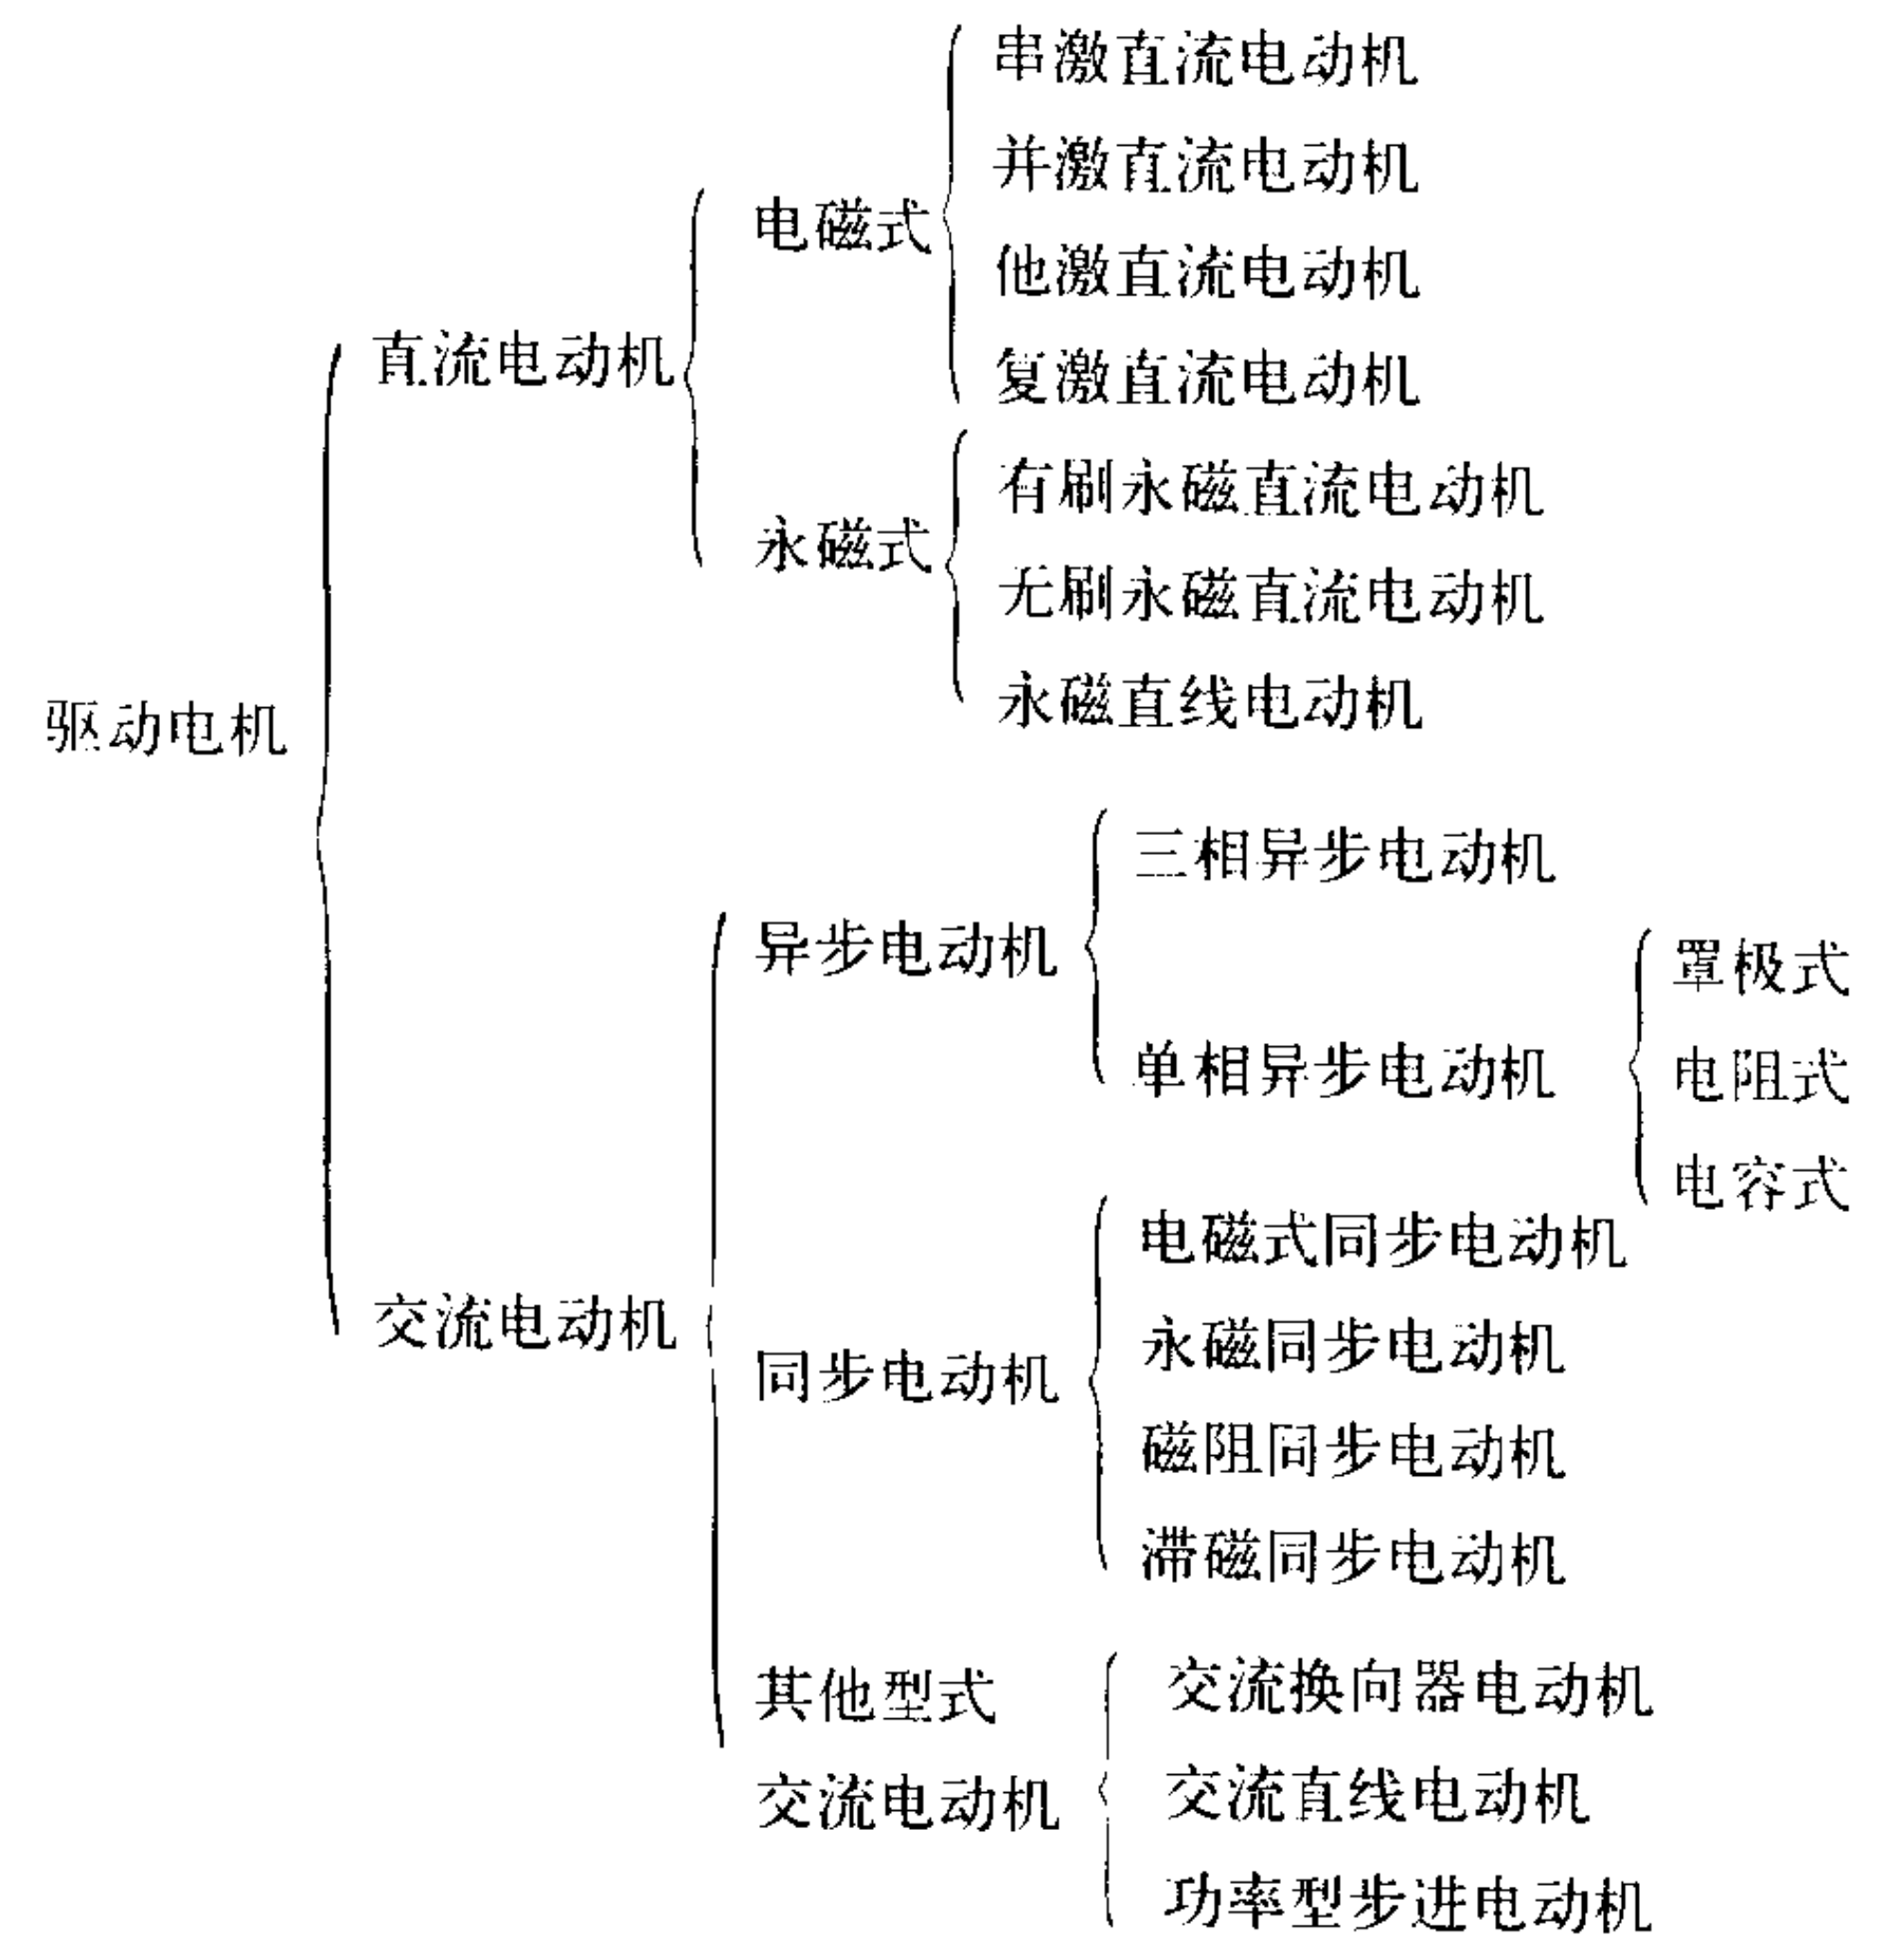 驱动电机
直流电动机
电磁式
串激直流电动机
并激直流电动机
他激直流电动机
复激直流电动机
永磁式
有刷永磁直流电动机
无刷永磁直流电动机
永磁直线电动机
交流电动机
异步电动机
三相异步电动机
单相异步电动机
罩极式
电阻式
电容式
同步电动机
电磁式同步电动机
永磁同步电动机
磁阻同步电动机
滞磁同步电动机
其他型式
交流电动机
交流换向器电动机
交流直线电动机
功率型步进电动机